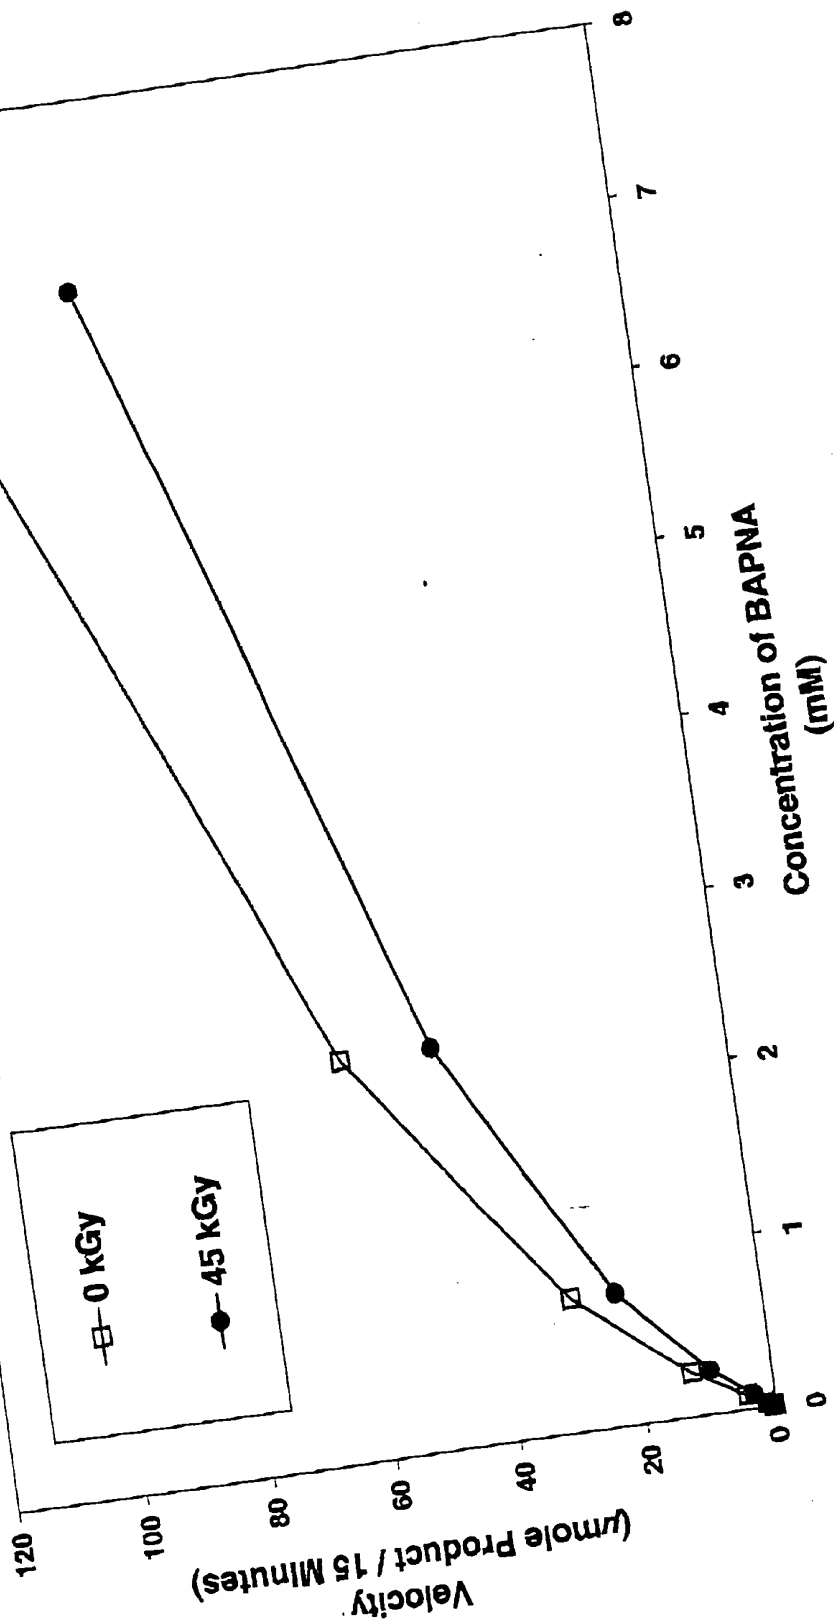 0 kGy
45 kGy
Velocity
(μmole Product / 15 Minutes)
120
100
80
60
40
20
0
0
1
2
3
4
5
6
7
8
Concentration of BAPNA
(mM)